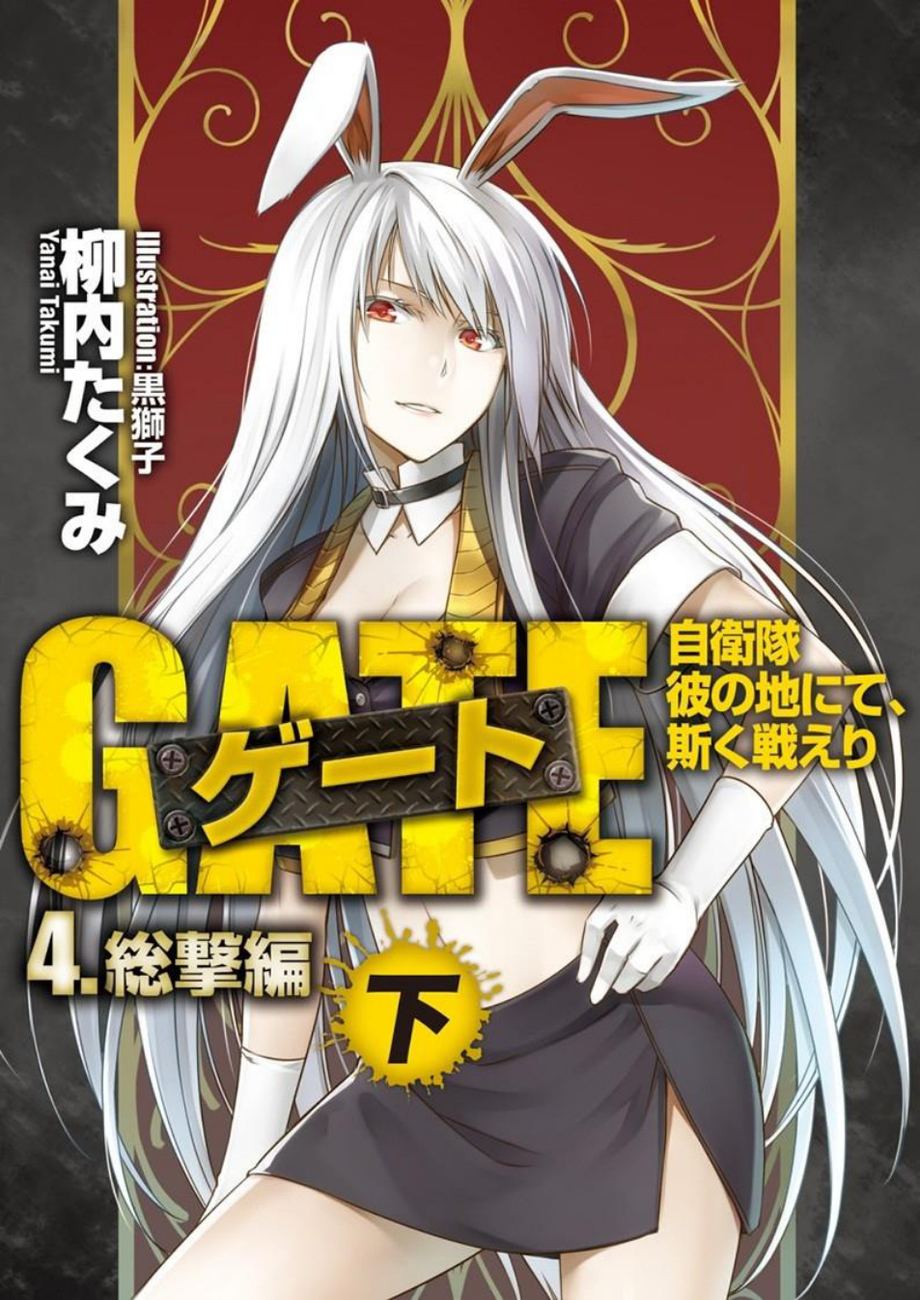 柳内たくみ
Yanai Takumi
Illustration:黒獅子
GATE
ゲート
自衛隊
彼の地にて、
斯く戦えり
4.総撃編
下